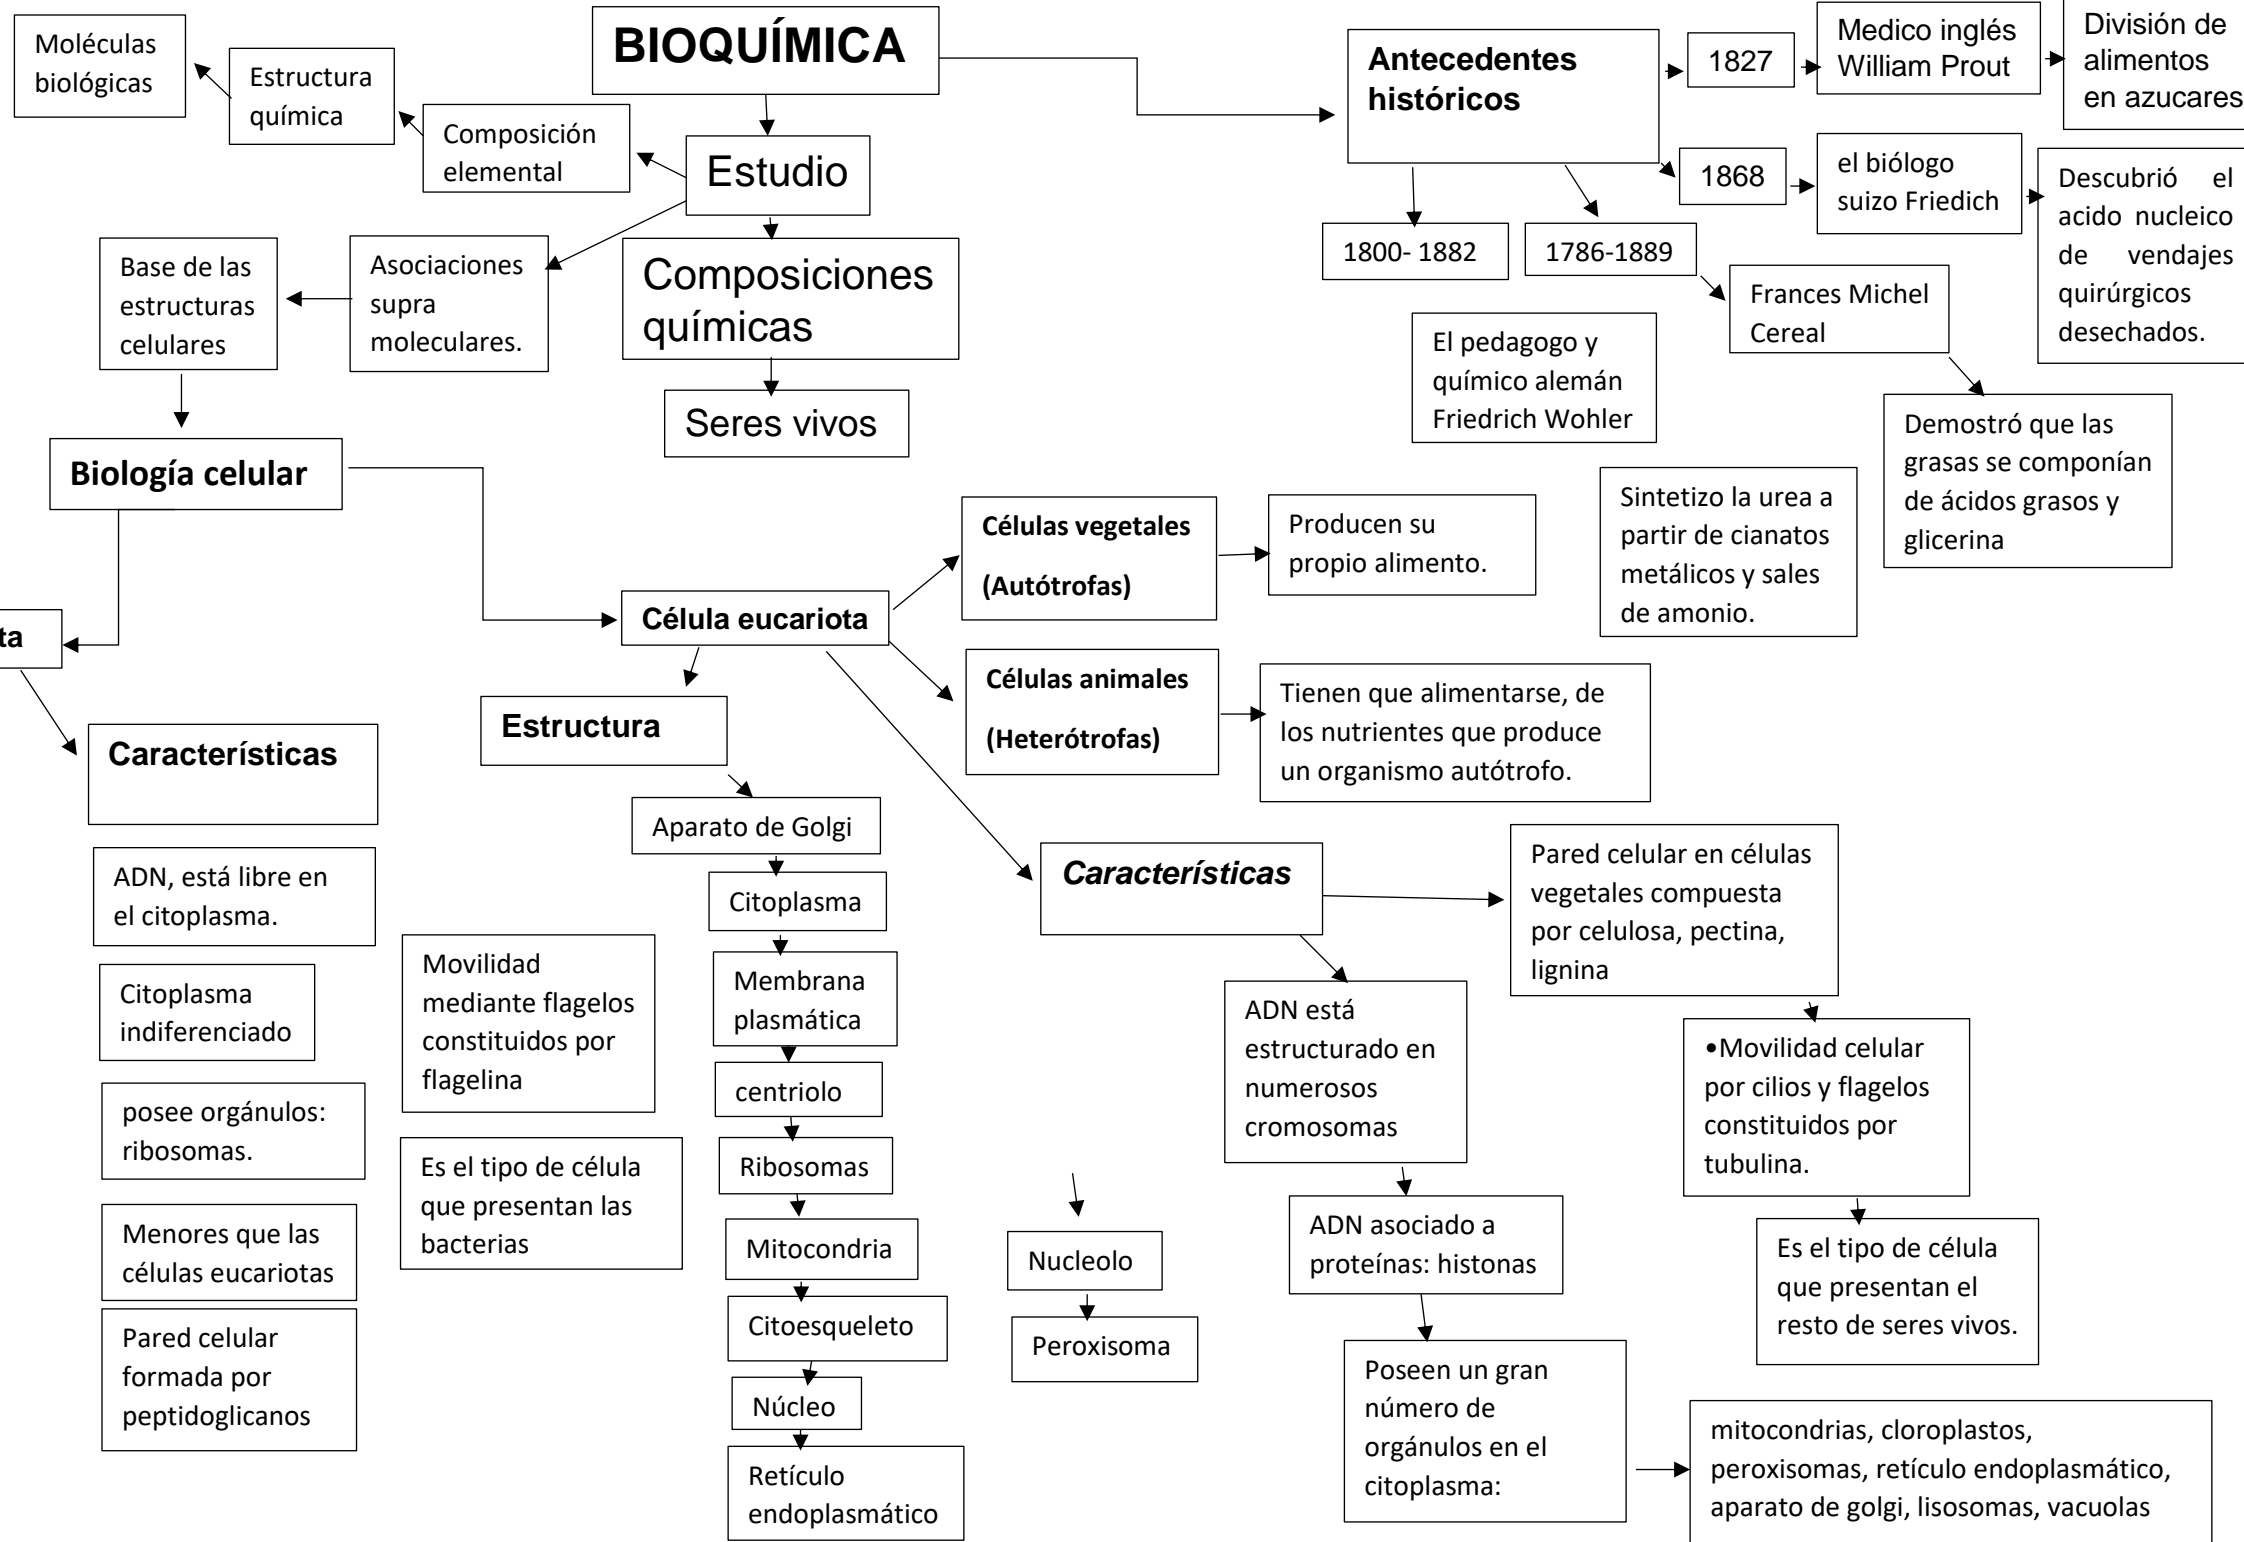 BIOQUÍMICA
Moléculas
biológicas
Estructura
química
Composición
elemental
Estudio
Composiciones
químicas
Seres vivos
Asociaciones
supra
moleculares.
Base de las
estructuras
celulares
Biología celular
Antecedentes
históricos
1827
Medico inglés
William Prout
División de
alimentos
en azucares
1868
el biólogo
suizo Friedich
Descubrió el
acido nucleico
de vendajes
quirúrgicos
desechados.
1800- 1882
1786-1889
Frances Michel
Cereal
El pedagogo y
químico alemán
Friedrich Wohler
Demostró que las
grasas se componían
de ácidos grasos y
glicerina
Sintetizo la urea a
partir de cianatos
metálicos y sales
de amonio.
Célula eucariota
Células vegetales
(Autótrofas)
Producen su
propio alimento.
Células animales
(Heterótrofas)
Tienen que alimentarse, de
los nutrientes que produce
un organismo autótrofo.
ta
Características
ADN, está libre en
el citoplasma.
Citoplasma
indiferenciado
posee orgánulos:
ribosomas.
Menores que las
células eucariotas
Pared celular
formada por
peptidoglicanos
Movilidad
mediante flagelos
constituidos por
flagelina
Es el tipo de célula
que presentan las
bacterias
Estructura
Aparato de Golgi
Citoplasma
Membrana
plasmática
centriolo
Ribosomas
Mitocondria
Citoesqueleto
Núcleo
Retículo
endoplasmático
Nucleolo
Peroxisoma
Características
ADN está
estructurado en
numerosos
cromosomas
ADN asociado a
proteínas: histonas
Poseen un gran
número de
orgánulos en el
citoplasma:
mitocondrias, cloroplastos,
peroxisomas, retículo endoplasmático,
aparato de golgi, lisosomas, vacuolas
Pared celular en células
vegetales compuesta
por celulosa, pectina,
lignina
•Movilidad celular
por cilios y flagelos
constituidos por
tubulina.
Es el tipo de célula
que presentan el
resto de seres vivos.